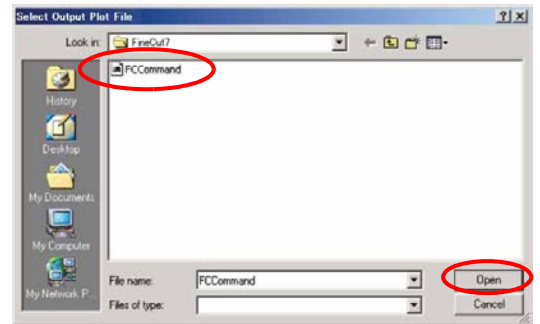 Select Output Plot File
Look in: FineCut7
FCCommand
History
Desktop
My Documents
My Computer
My Network P...
File name: FCCommand Open
Files of type: Cancel